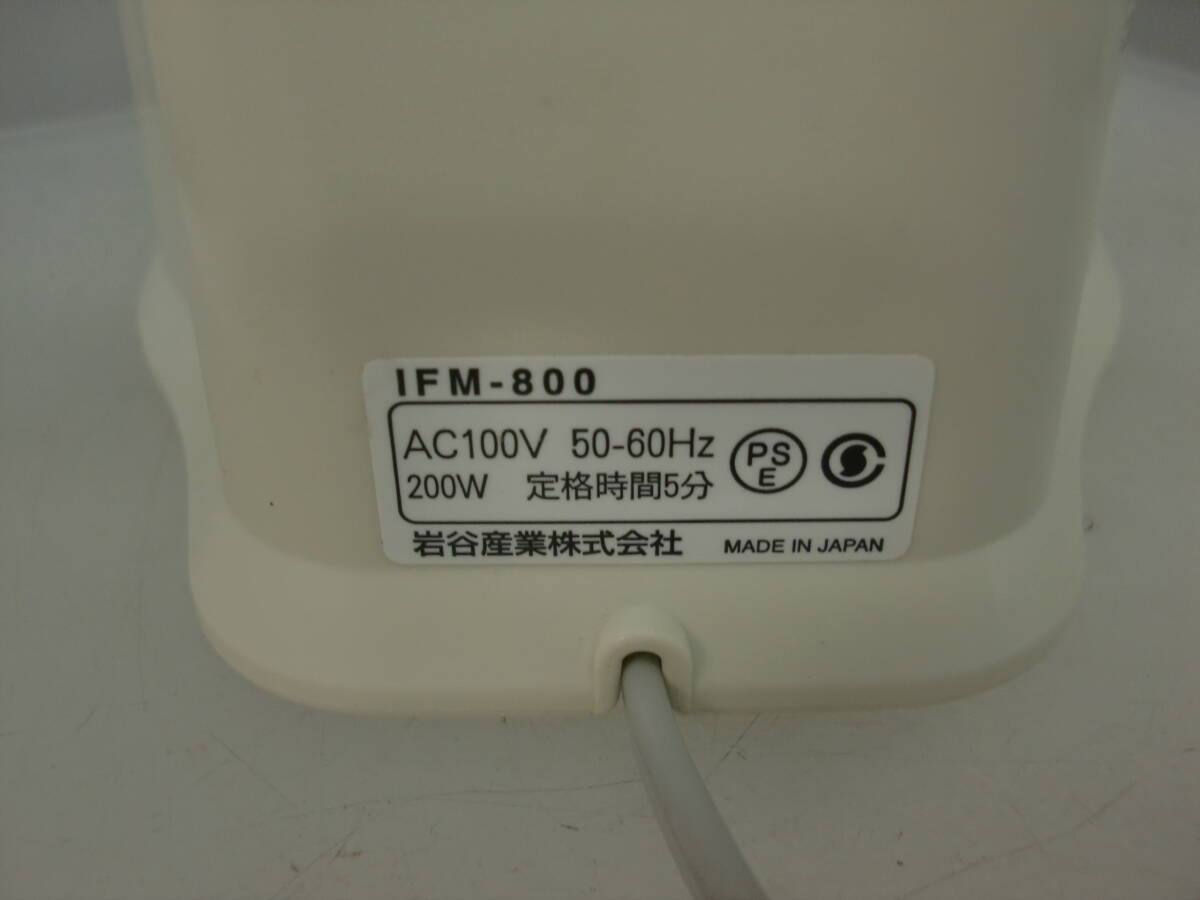 IFM-800
AC100V 50-60Hz
200W 定格時間5分
PS
E
岩谷産業株式会社 MADE IN JAPAN